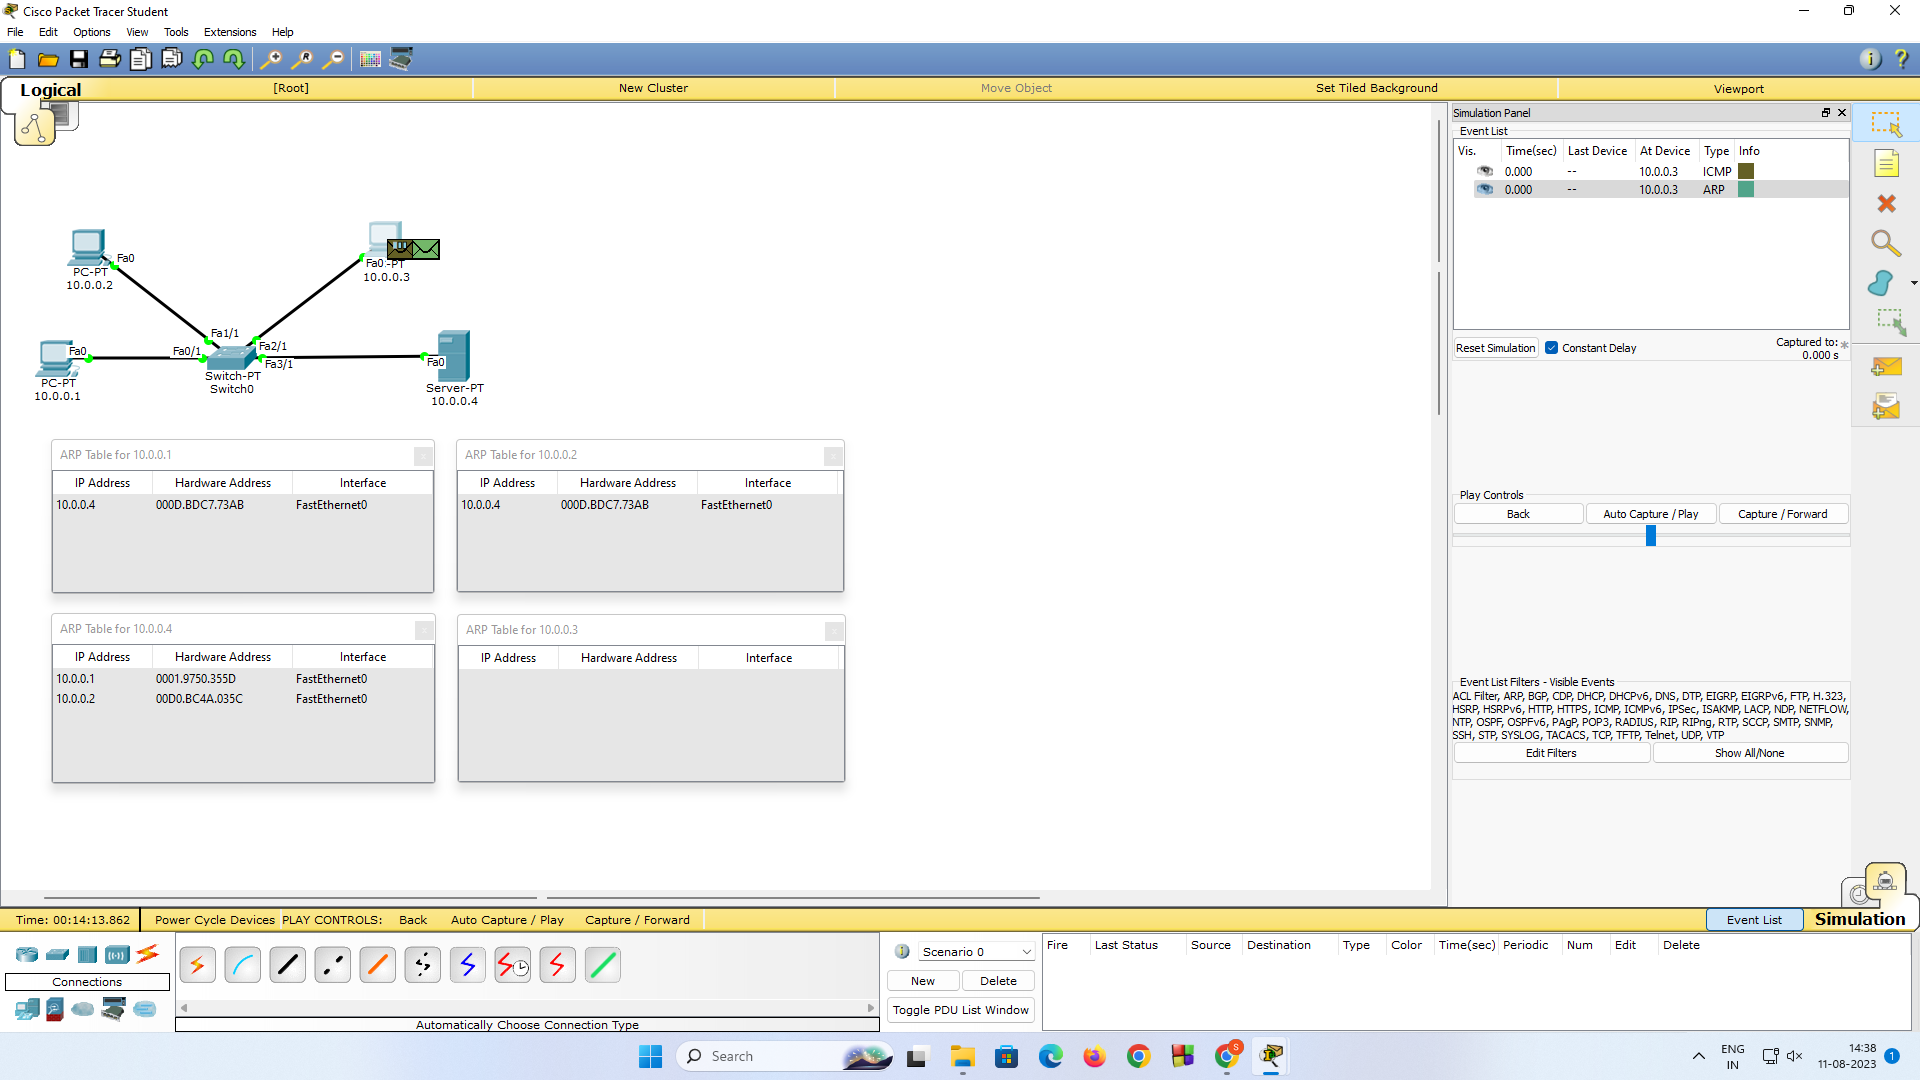 Cisco Packet Tracer Student
File Edit Options View Tools Extensions Help
Logical [Root] New Cluster Move Object Set Tiled Background Viewport
Simulation Panel
Event List
Vis. Time(sec) Last Device At Device Type Info
0.000 -- 10.0.0.3 ICMP
0.000 -- 10.0.0.3 ARP
Reset Simulation Constant Delay Captured to: *
0.000 s
Fa0
PC-PT
10.0.0.2
Fa0 -PT
10.0.0.3
Fa0
PC-PT
10.0.0.1
Fa0/1
Fa1/1
Fa2/1
Fa3/1
Switch-PT
Switch0
Fa0
Server-PT
10.0.0.4
ARP Table for 10.0.0.1
IP Address Hardware Address Interface
10.0.0.4 000D.BDC7.73AB FastEthernet0
ARP Table for 10.0.0.2
IP Address Hardware Address Interface
10.0.0.4 000D.BDC7.73AB FastEthernet0
ARP Table for 10.0.0.4
IP Address Hardware Address Interface
10.0.0.1 0001.9750.355D FastEthernet0
10.0.0.2 00D0.BC4A.035C FastEthernet0
ARP Table for 10.0.0.3
IP Address Hardware Address Interface
Play Controls
Back Auto Capture / Play Capture / Forward
Event List Filters - Visible Events
ACL Filter, ARP, BGP, CDP, DHCP, DHCPv6, DNS, DTP, EIGRP, EIGRPv6, FTP, H.323,
HSRP, HSRPv6, HTTP, HTTPS, ICMP, ICMPv6, IPSec, ISAKMP, LACP, NDP, NETFLOW,
NTP, OSPF, OSPFv6, PAgP, POP3, RADIUS, RIP, RIPng, RTP, SCCP, SMTP, SNMP,
SSH, STP, SYSLOG, TACACS, TCP, TFTP, Telnet, UDP, VTP
Edit Filters Show All/None
Time: 00:14:13.862 Power Cycle Devices PLAY CONTROLS: Back Auto Capture / Play Capture / Forward Event List Simulation
Connections
Automatically Choose Connection Type
Scenario 0
New Delete
Toggle PDU List Window
Fire Last Status Source Destination Type Color Time(sec) Periodic Num Edit Delete
Search
S
ENG
IN
14:38
11-08-2023
1